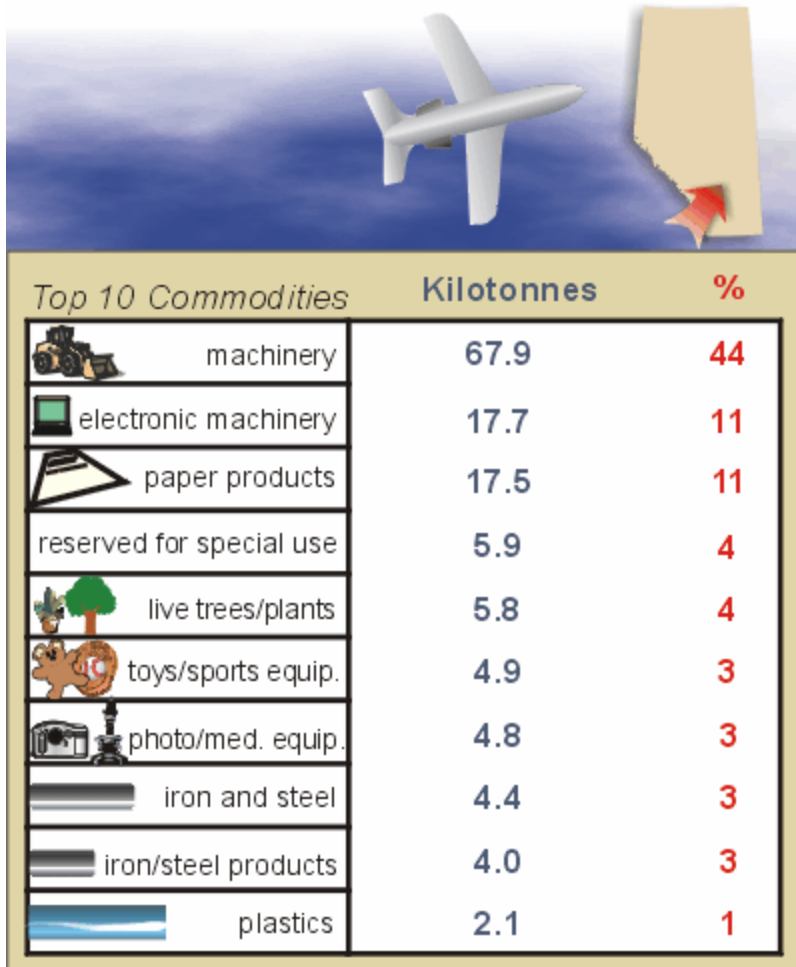 Top 10 Commodities Kilotonnes %
machinery 67.9 44
electronic machinery 17.7 11
paper products 17.5 11
reserved for special use 5.9 4
live trees/plants 5.8 4
toys/sports equip. 4.9 3
photo/med. equip. 4.8 3
iron and steel 4.4 3
iron/steel products 4.0 3
plastics 2.1 1